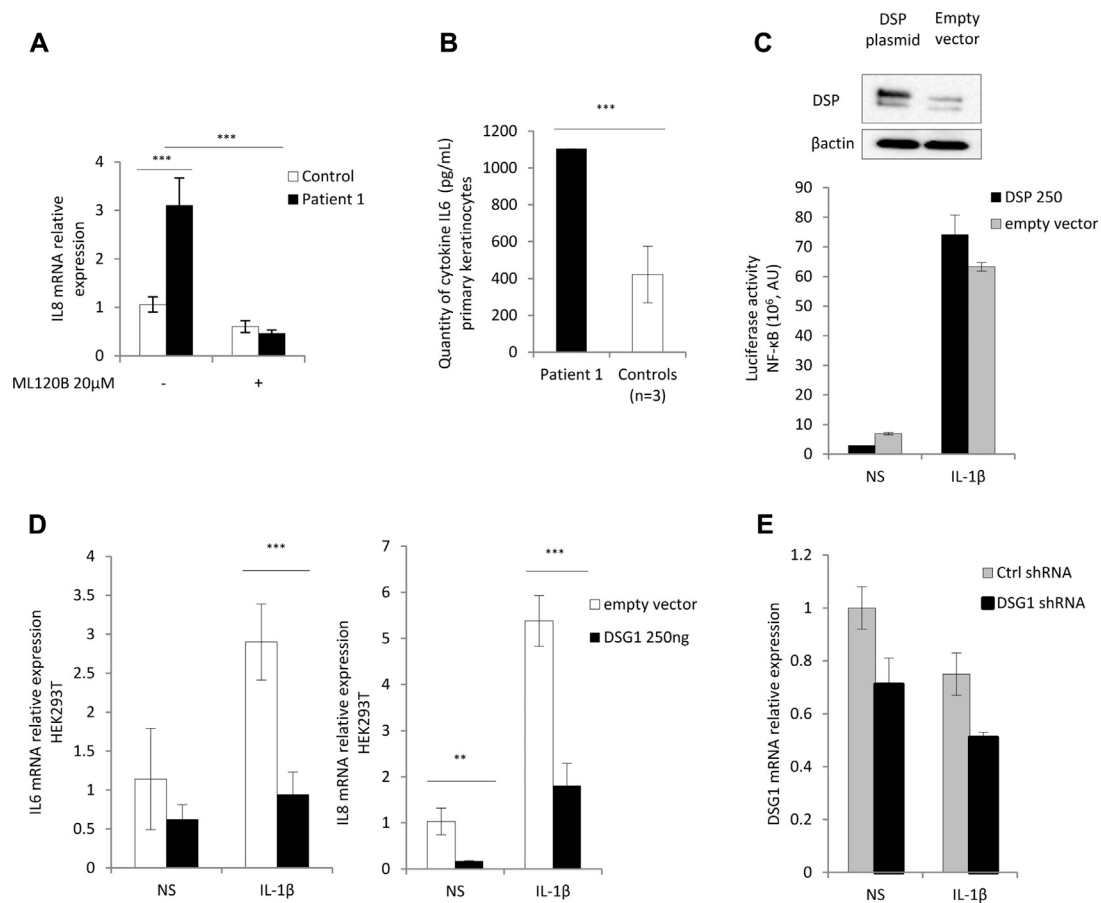 A
IL8 mRNA relative
expression
4
3
2
1
0
***
***
Control
Patient 1
ML120B 20µM
-
+
B
Quantity of cytokine IL6 (pg/mL)
primary keratinocytes
1200
1000
800
600
400
200
0
***
Patient 1
Controls
(n=3)
C
DSP
plasmid
Empty
vector
DSP
βactin
Luciferase activity
NF-κB (10⁶, AU)
90
80
70
60
50
40
30
20
10
0
DSP 250
empty vector
NS
IL-1β
D
IL6 mRNA relative expression
HEK293T
4
3.5
3
2.5
2
1.5
1
0.5
0
***
NS
IL-1β
IL8 mRNA relative expression
HEK293T
7
6
5
4
3
2
1
0
**
***
empty vector
DSG1 250ng
NS
IL-1β
E
DSG1 mRNA relative expression
1.2
1
0.8
0.6
0.4
0.2
0
Ctrl shRNA
DSG1 shRNA
NS
IL-1β